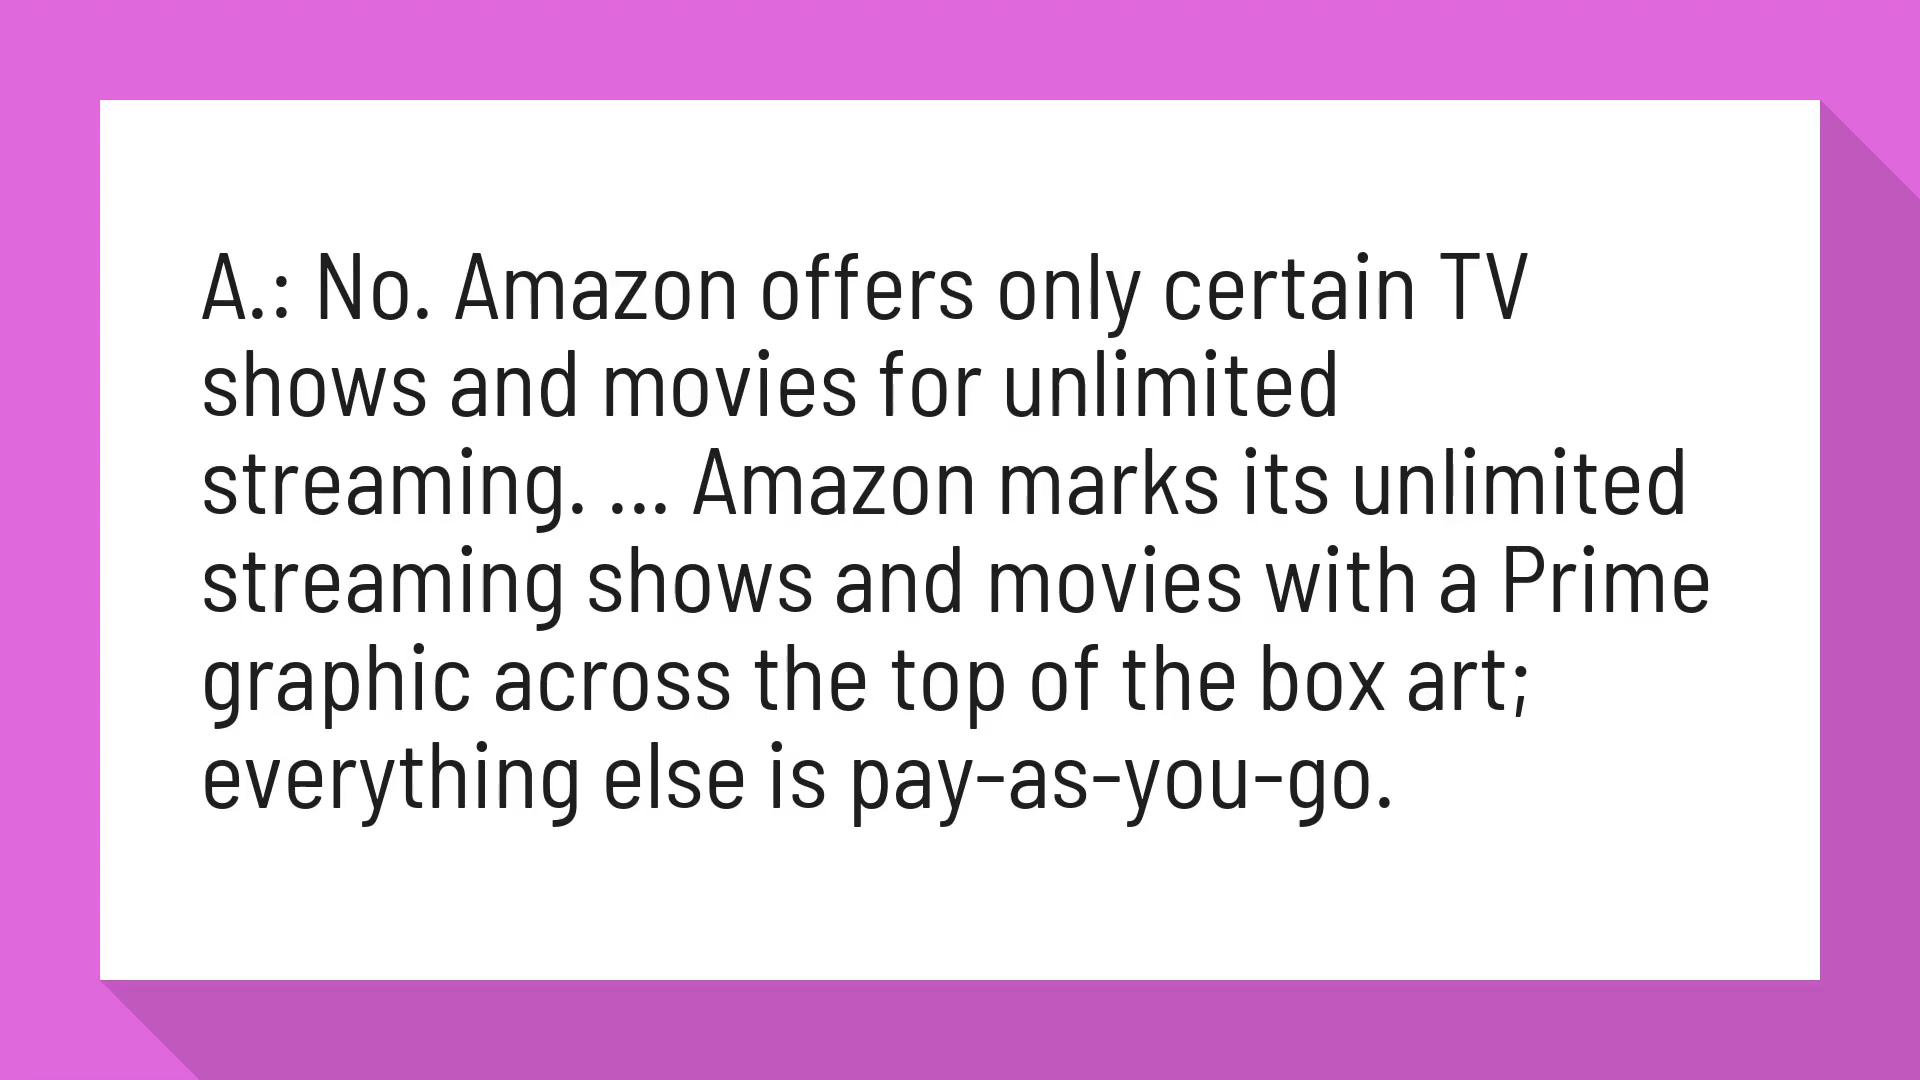 A.: No. Amazon offers only certain TV
shows and movies for unlimited
streaming. ... Amazon marks its unlimited
streaming shows and movies with a Prime
graphic across the top of the box art;
everything else is pay-as-you-go.